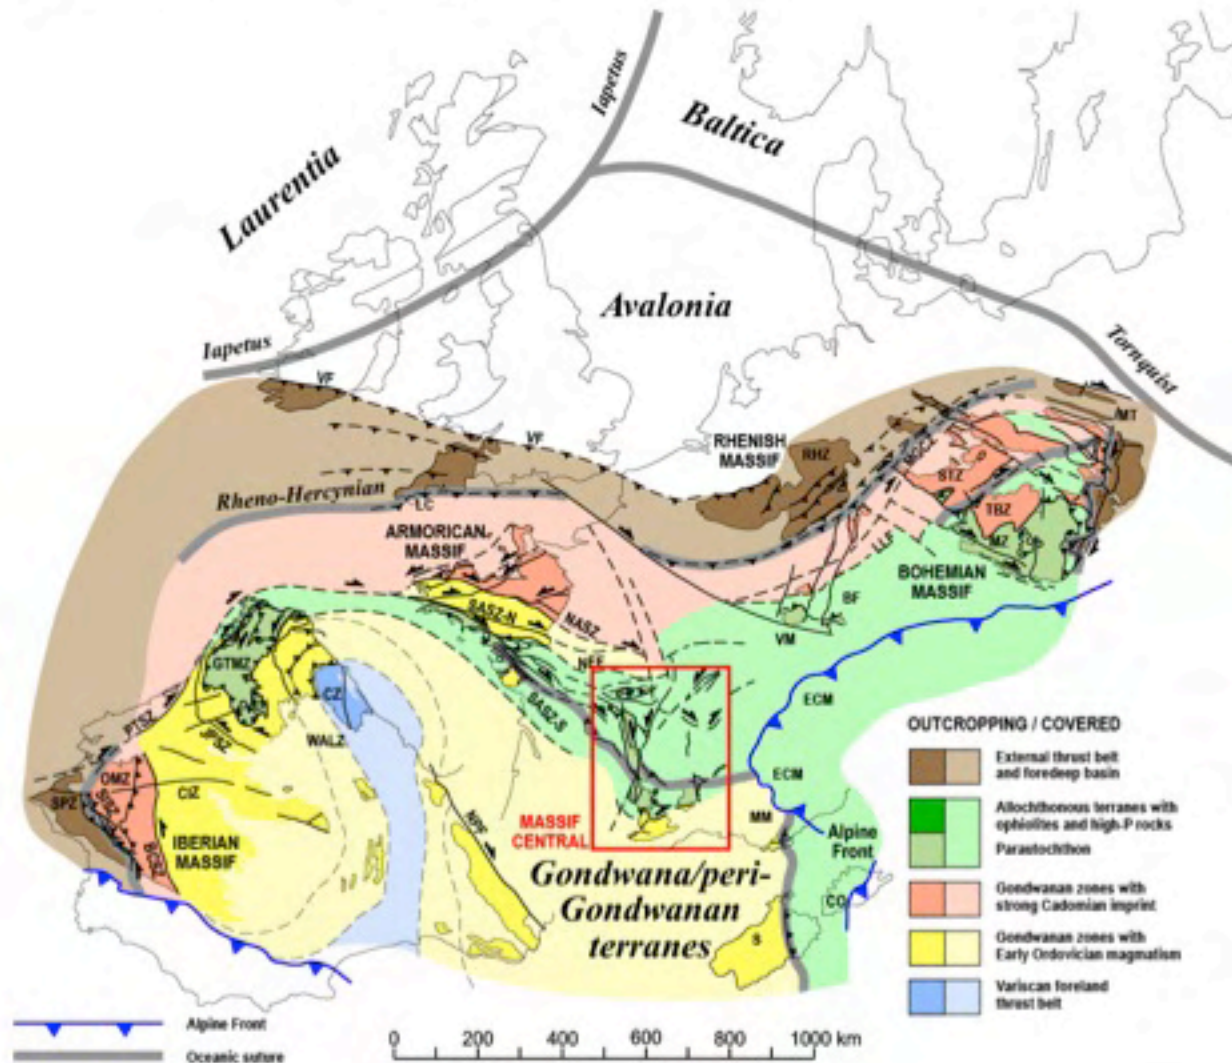 Iapetus
Baltica
Laurentia
Avalonia
Iapetus
Tornquist
VF
VF
MT
RHENISH
MASSIF
RHZ
STZ
Rheno-Hercynian
LC
TBZ
ARMORICAN
MASSIF
MZ
LLF
BOHEMIAN
MASSIF
SASZ-N
NASZ
BF
VM
NEF
GTMZ
CZ
SASZ-S
ECM
PTSZ
JPSZ
WALZ
OUTCROPPING / COVERED
ECM
External thrust belt
and foredeep basin
OMZ
SPZ
CIZ
Allochthonous terranes with
ophiolites and high-P rocks
Parautochthon
MASSIF
CENTRAL
MM
NPF
IBERIAN
MASSIF
BCSZ
Alpine
Front
Gondwana/peri-
Gondwanan
terranes
Gondwanan zones with
strong Cadomian imprint
CO
S
Gondwanan zones with
Early Ordovician magmatism
Variscan foreland
thrust belt
Alpine Front
Oceanic suture
0 200 400 600 800 1000 km